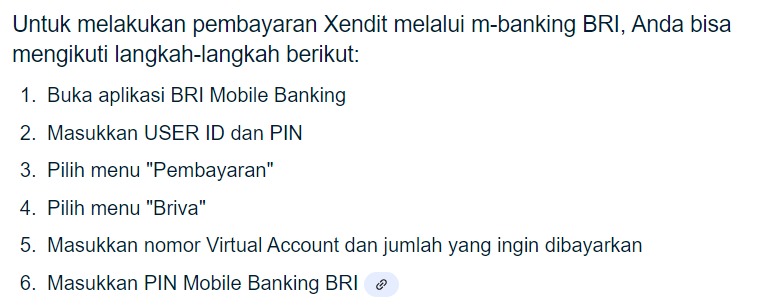 Untuk melakukan pembayaran Xendit melalui m-banking BRI, Anda bisa
mengikuti langkah-langkah berikut:
1. Buka aplikasi BRI Mobile Banking
2. Masukkan USER ID dan PIN
3. Pilih menu "Pembayaran"
4. Pilih menu "Briva"
5. Masukkan nomor Virtual Account dan jumlah yang ingin dibayarkan
6. Masukkan PIN Mobile Banking BRI